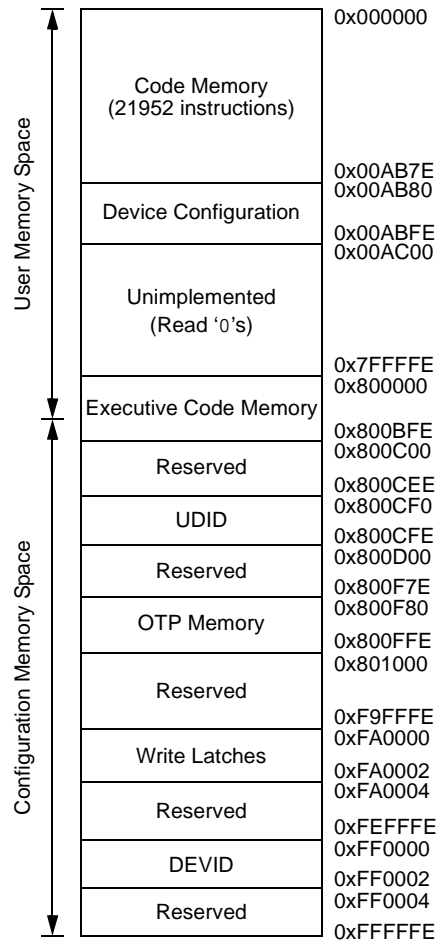 0x000000
Code Memory
(21952 instructions)
0x00AB7E
0x00AB80
Device Configuration
0x00ABFE
0x00AC00
Unimplemented
(Read ‘0’s)
0x7FFFFE
0x800000
Executive Code Memory
0x800BFE
0x800C00
Reserved
0x800CEE
0x800CF0
UDID
0x800CFE
0x800D00
Reserved
0x800F7E
0x800F80
OTP Memory
0x800FFE
0x801000
Reserved
0xF9FFFE
0xFA0000
Write Latches
0xFA0002
0xFA0004
Reserved
0xFEFFFE
0xFF0000
DEVID
0xFF0002
0xFF0004
Reserved
0xFFFFFE
User Memory Space
Configuration Memory Space